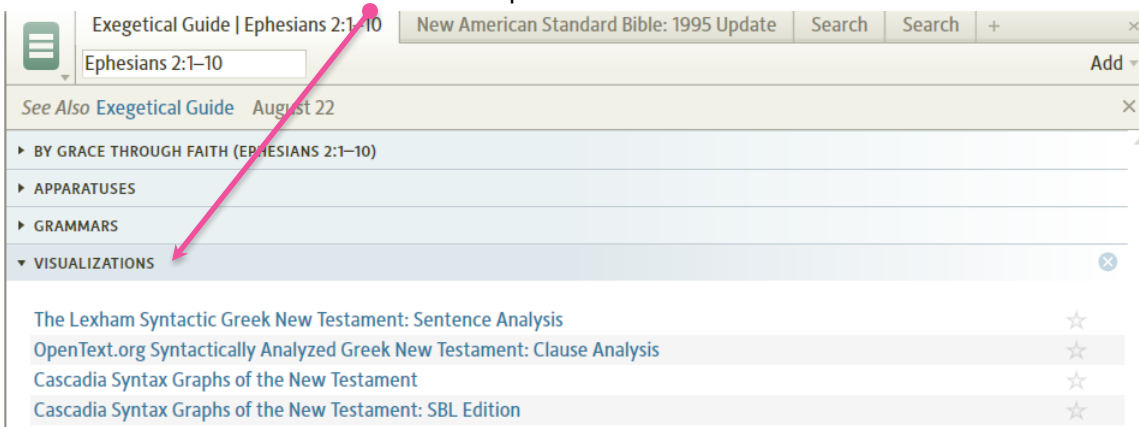 Exegetical Guide | Ephesians 2:1–10 New American Standard Bible: 1995 Update Search Search + ×
Ephesians 2:1–10 Add
See Also Exegetical Guide August 22 ×
BY GRACE THROUGH FAITH (EPHESIANS 2:1–10)
APPARATUSES
GRAMMARS
VISUALIZATIONS
The Lexham Syntactic Greek New Testament: Sentence Analysis
OpenText.org Syntactically Analyzed Greek New Testament: Clause Analysis
Cascadia Syntax Graphs of the New Testament
Cascadia Syntax Graphs of the New Testament: SBL Edition